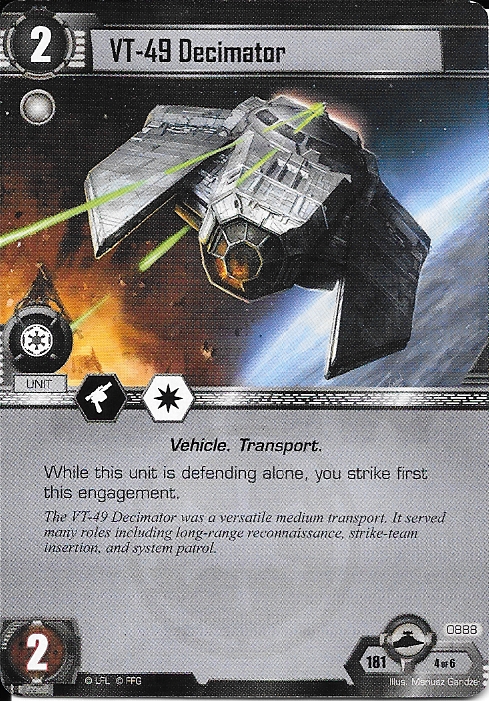 2
VT-49 Decimator
UNIT
Vehicle. Transport.
While this unit is defending alone, you strike first
this engagement.
The VT-49 Decimator was a versatile medium transport. It served
many roles including long-range reconnaissance, strike-team
insertion, and system patrol.
2
0888
181
4 of 6
© LFL © FFG
Illus. Mariusz Gandzel